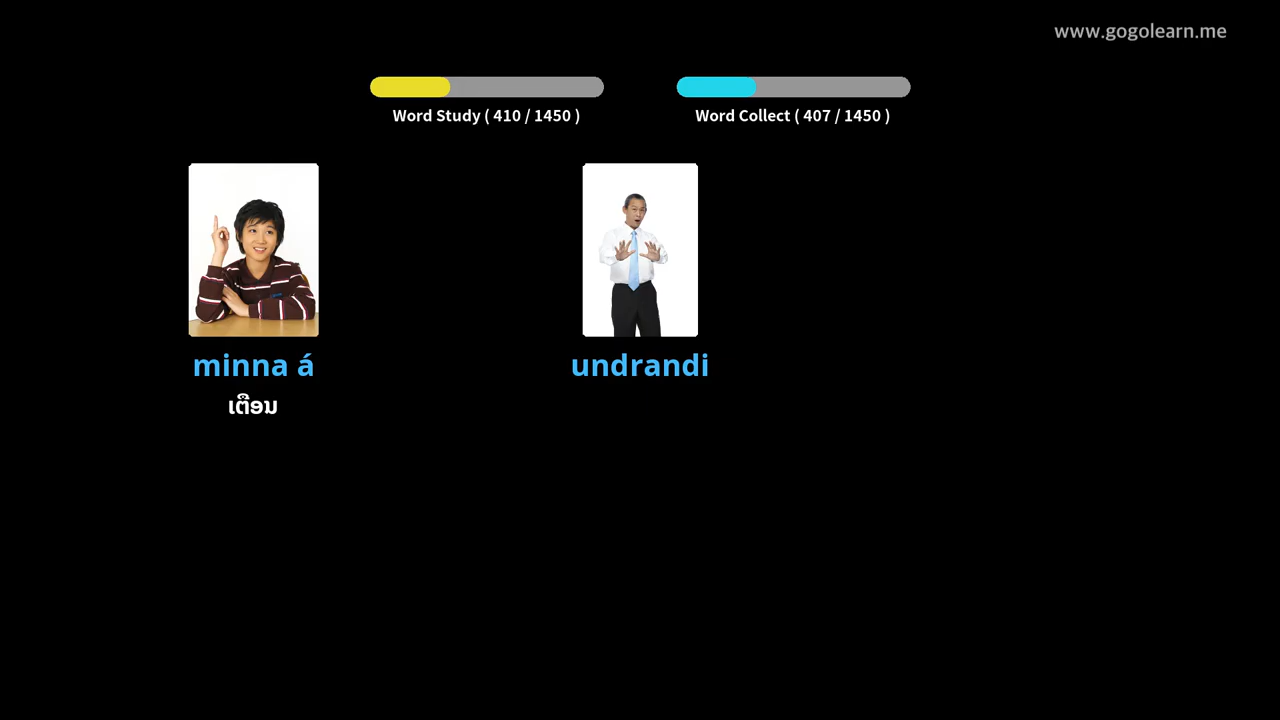 www.gogolearn.me
Word Study ( 410 / 1450 )
Word Collect ( 407 / 1450 )
minna á
undrandi
ເຕືອນ